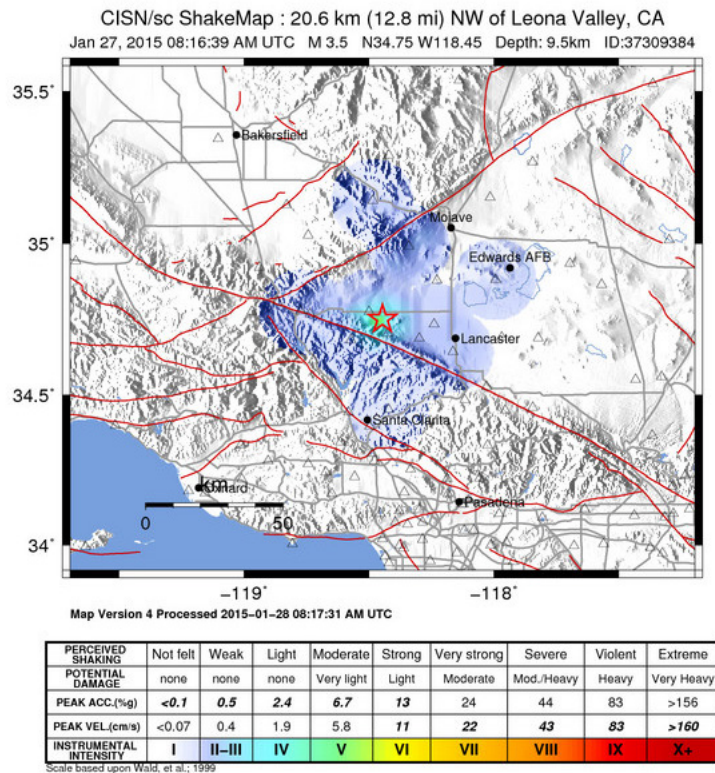 CISN/sc ShakeMap : 20.6 km (12.8 mi) NW of Leona Valley, CA
Jan 27, 2015 08:16:39 AM UTC M 3.5 N34.75 W118.45 Depth: 9.5km ID:37309384
35.5°
Bakersfield
Mojave
35°
Edwards AFB
Lancaster
34.5°
Santa Clarita
km
Oxnard
Pasadena
0 50
34°
−119° −118°
Map Version 4 Processed 2015−01−28 08:17:31 AM UTC
PERCEIVED SHAKING Not felt Weak Light Moderate Strong Very strong Severe Violent Extreme
POTENTIAL DAMAGE none none none Very light Light Moderate Mod./Heavy Heavy Very Heavy
PEAK ACC.(%g) <0.1 0.5 2.4 6.7 13 24 44 83 >156
PEAK VEL.(cm/s) <0.07 0.4 1.9 5.8 11 22 43 83 >160
INSTRUMENTAL INTENSITY I II−III IV V VI VII VIII IX X+
Scale based upon Wald, et al.; 1999